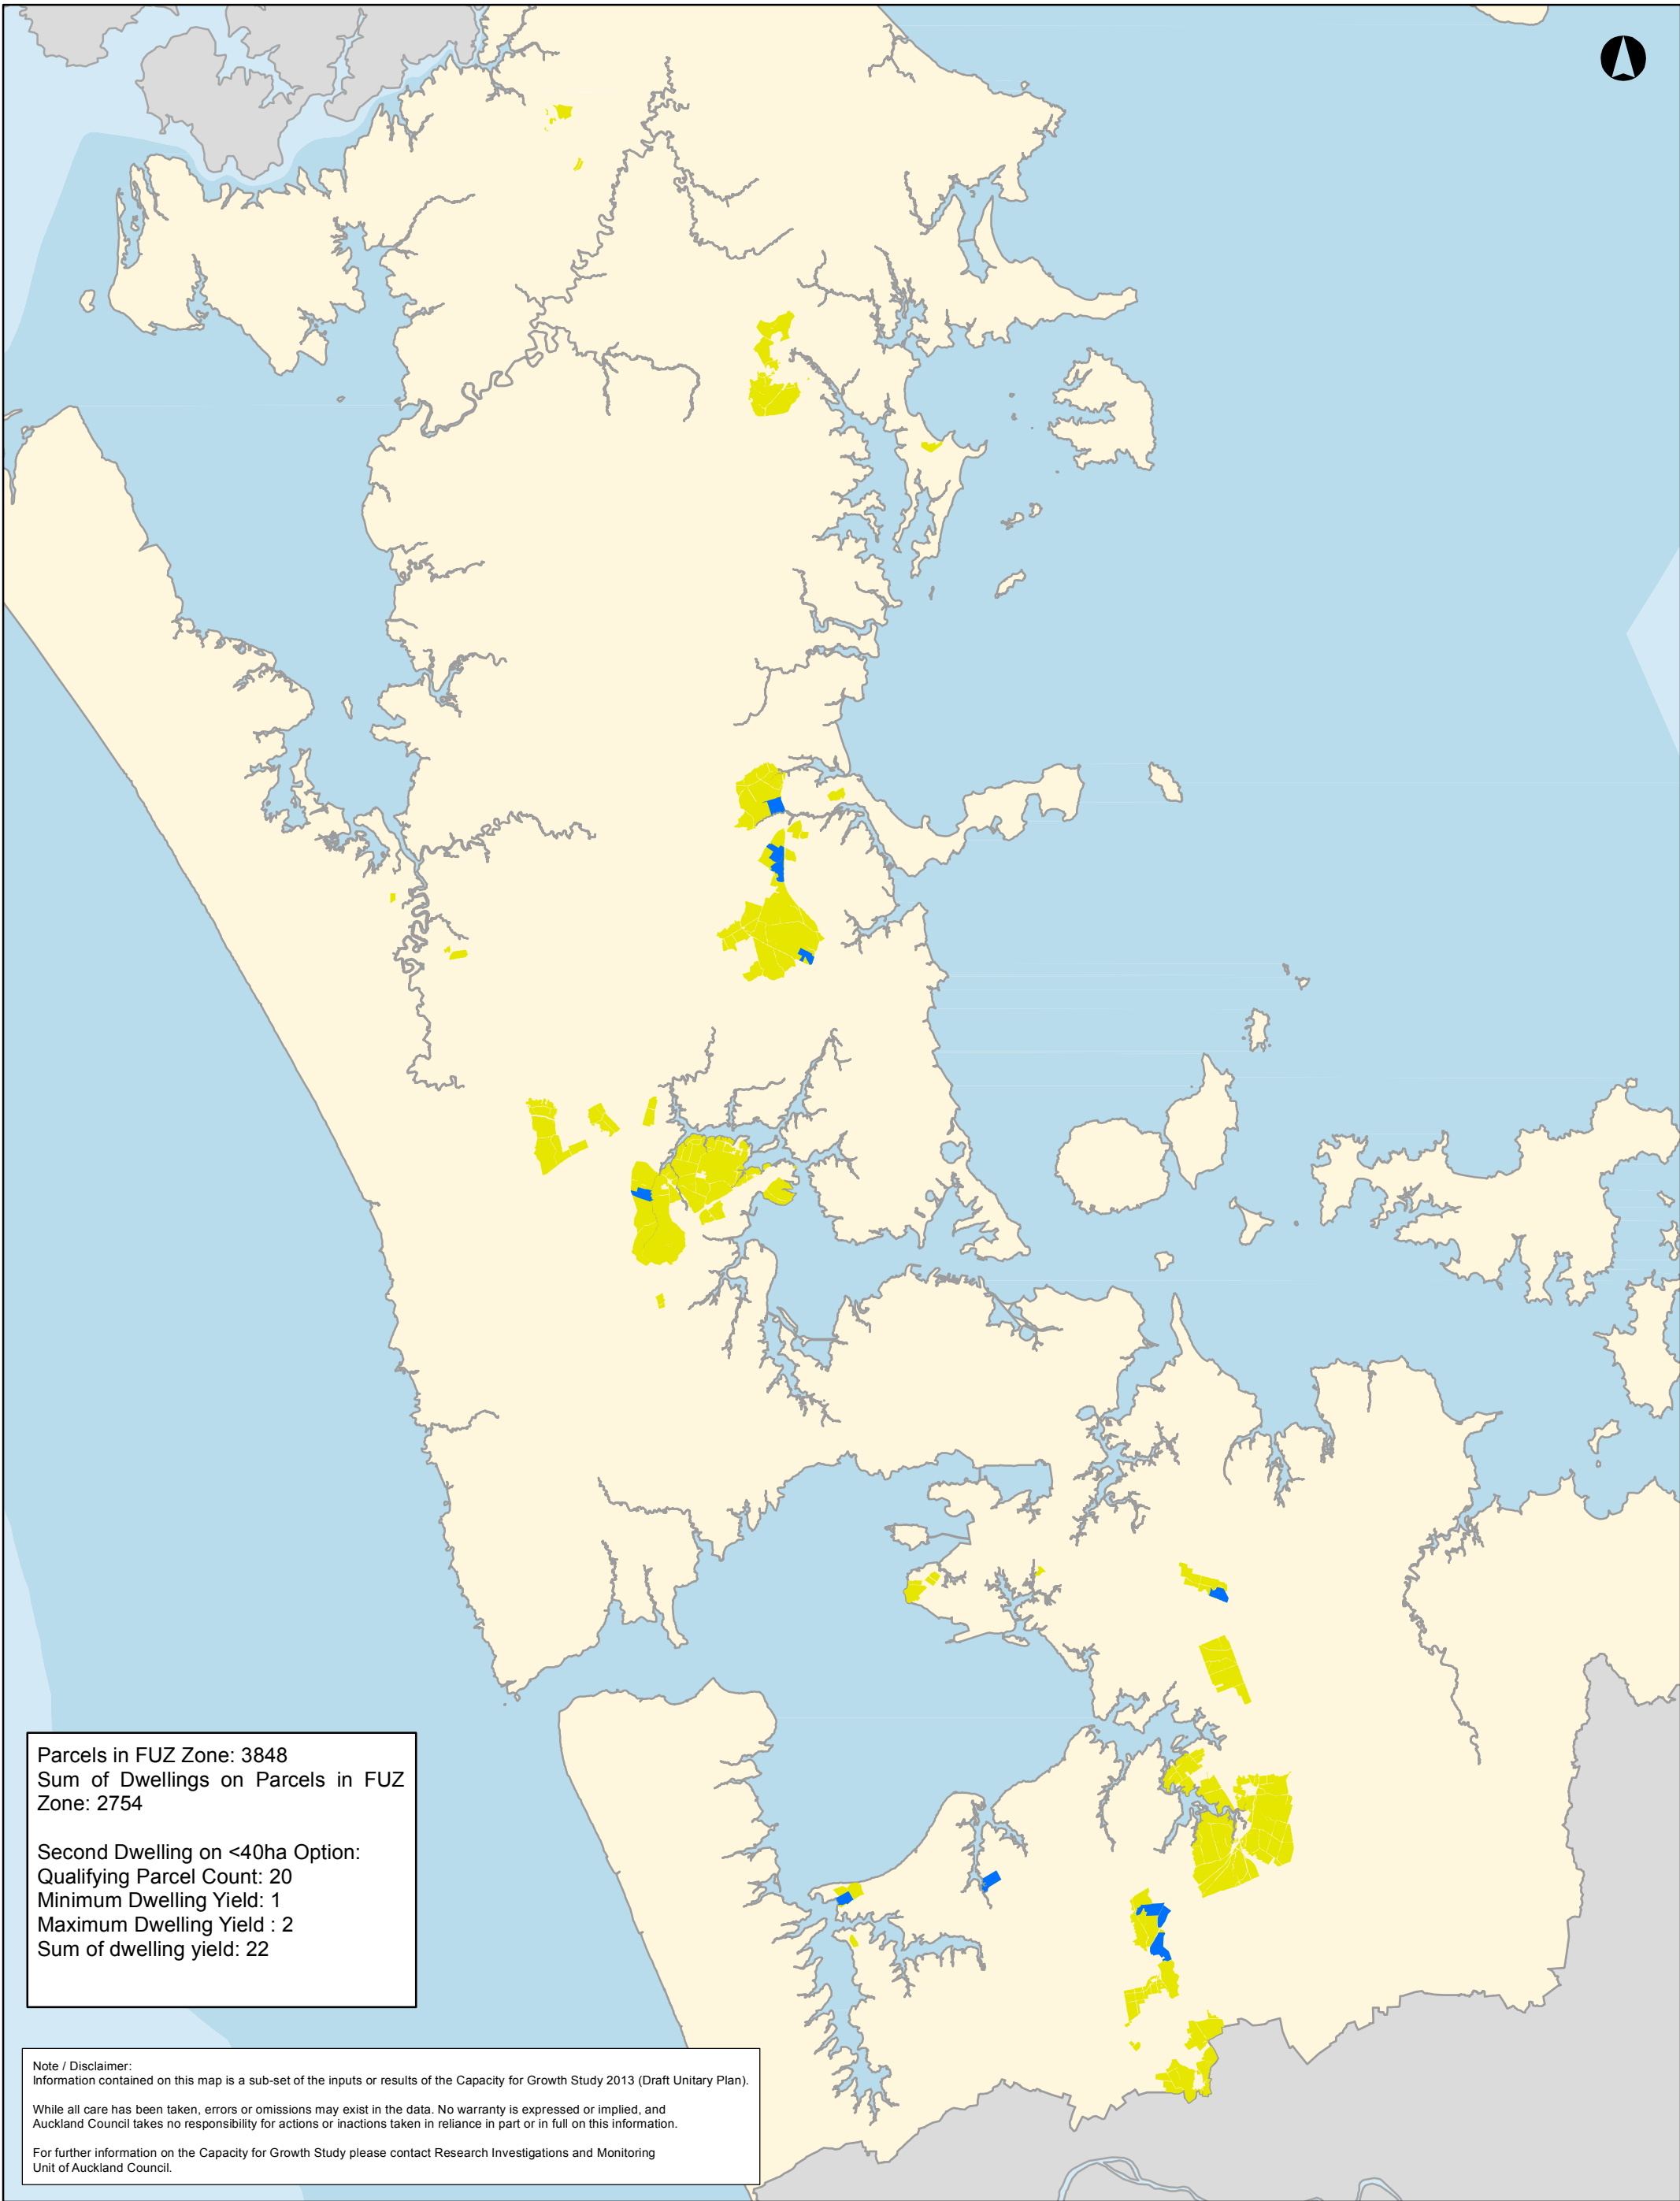 Parcels in FUZ Zone: 3848
Sum of Dwellings on Parcels in FUZ
Zone: 2754
Second Dwelling on <40ha Option:
Qualifying Parcel Count: 20
Minimum Dwelling Yield: 1
Maximum Dwelling Yield : 2
Sum of dwelling yield: 22
Note / Disclaimer:
Information contained on this map is a sub-set of the inputs or results of the Capacity for Growth Study 2013 (Draft Unitary Plan).
While all care has been taken, errors or omissions may exist in the data. No warranty is expressed or implied, and
Auckland Council takes no responsibility for actions or inactions taken in reliance in part or in full on this information.
For further information on the Capacity for Growth Study please contact Research Investigations and Monitoring
Unit of Auckland Council.